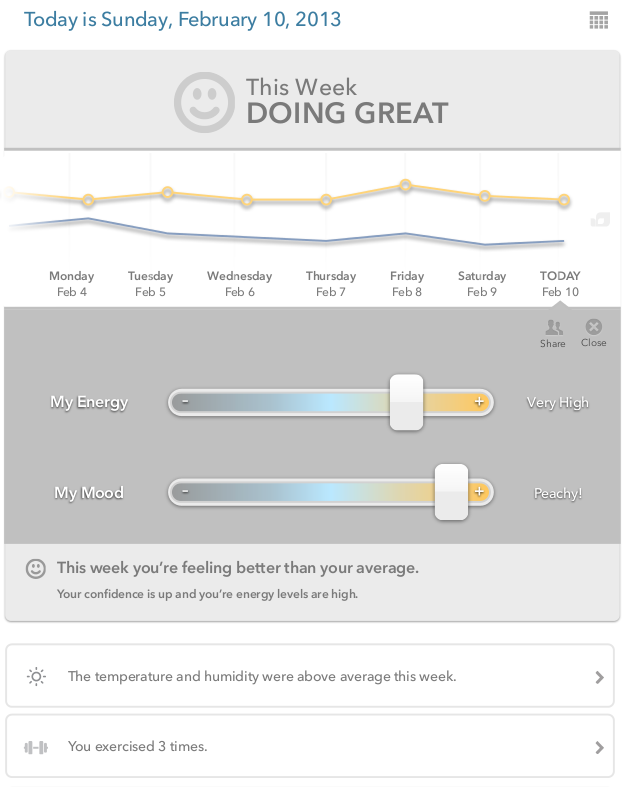 Today is Sunday, February 10, 2013
This Week
DOING GREAT
Monday Tuesday Wednesday Thursday Friday Saturday TODAY
Feb 4 Feb 5 Feb 6 Feb 7 Feb 8 Feb 9 Feb 10
Share Close
My Energy - + Very High
My Mood - + Peachy!
This week you’re feeling better than your average.
Your confidence is up and you’re energy levels are high.
The temperature and humidity were above average this week.
You exercised 3 times.